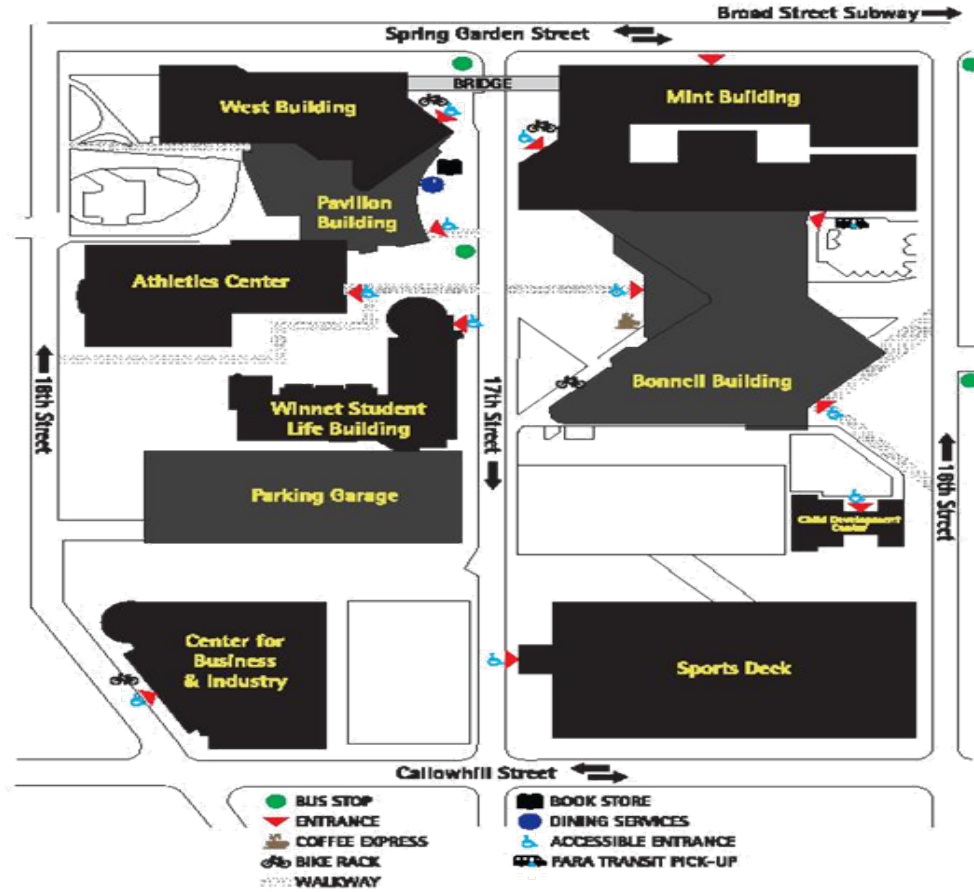 Broad Street Subway
Spring Garden Street
BRIDGE
West Building
Mint Building
Pavilion
Building
Athletics Center
Bonnell Building
Winnet Student
Life Building
18th Street
17th Street
16th Street
Parking Garage
Child Development
Center
Center for
Business
& Industry
Sports Deck
Callowhill Street
BUS STOP
ENTRANCE
COFFEE EXPRESS
BIKE RACK
WALKWAY
BOOK STORE
DINING SERVICES
ACCESSIBLE ENTRANCE
PARA TRANSIT PICK-UP